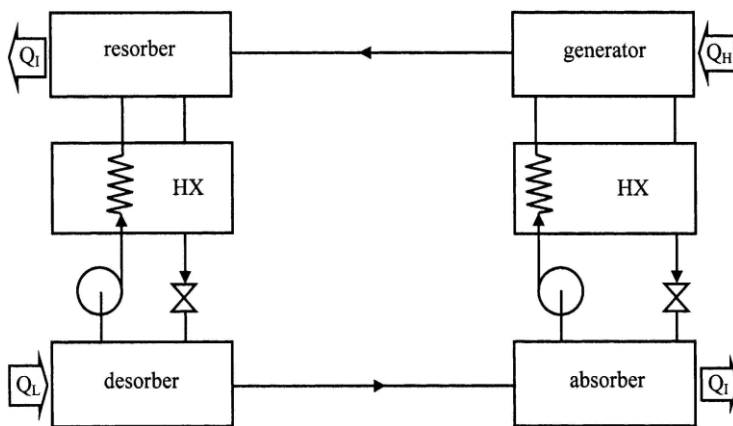 Q_I
resorber
generator
Q_H
HX
HX
Q_L
desorber
absorber
Q_I